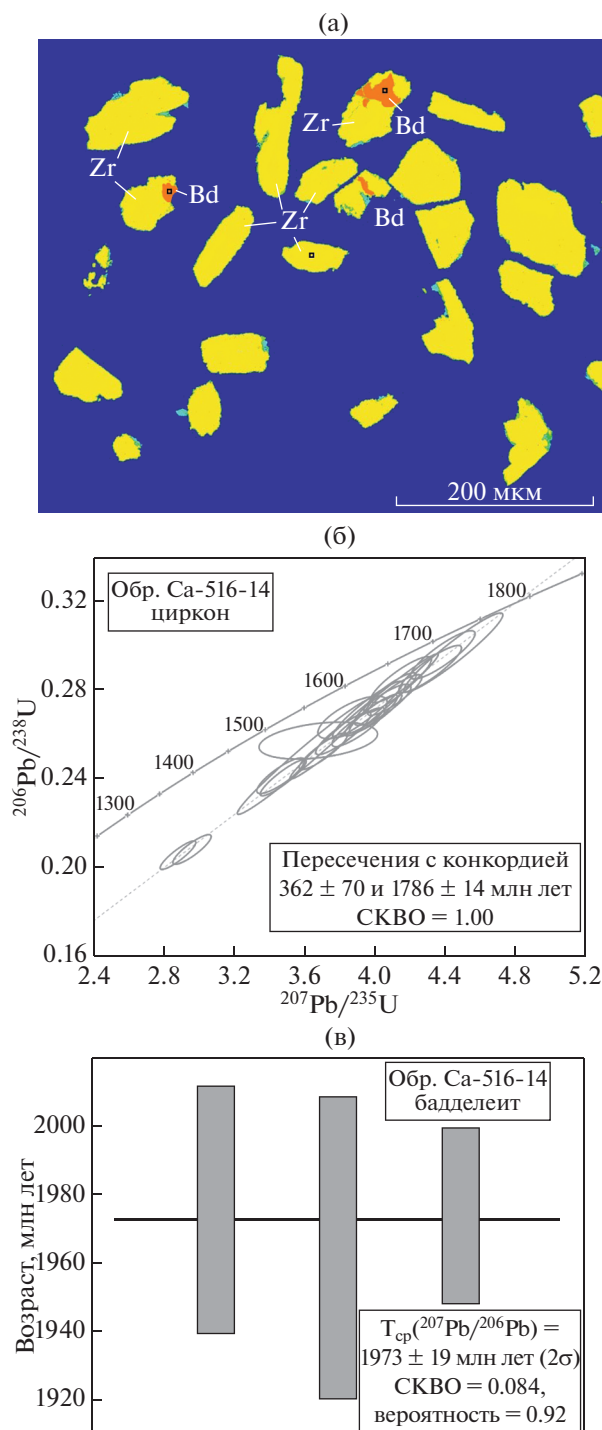 (а)
Zr
Bd
Zr
Bd
Zr
Bd
200 мкм
(б)
Обр. Са-516-14
циркон
0.32
0.28
0.24
0.20
0.16
²⁰⁶Pb/²³⁸U
1300
1400
1500
1600
1700
1800
Пересечения с конкордией
362 ± 70 и 1786 ± 14 млн лет
СКВО = 1.00
2.4 2.8 3.2 3.6 4.0 4.4 4.8 5.2
²⁰⁷Pb/²³⁵U
(в)
Обр. Са-516-14
бадделеит
2000
1980
1960
1940
1920
Возраст, млн лет
Tср(²⁰⁷Pb/²⁰⁶Pb) =
1973 ± 19 млн лет (2σ)
СКВО = 0.084,
вероятность = 0.92